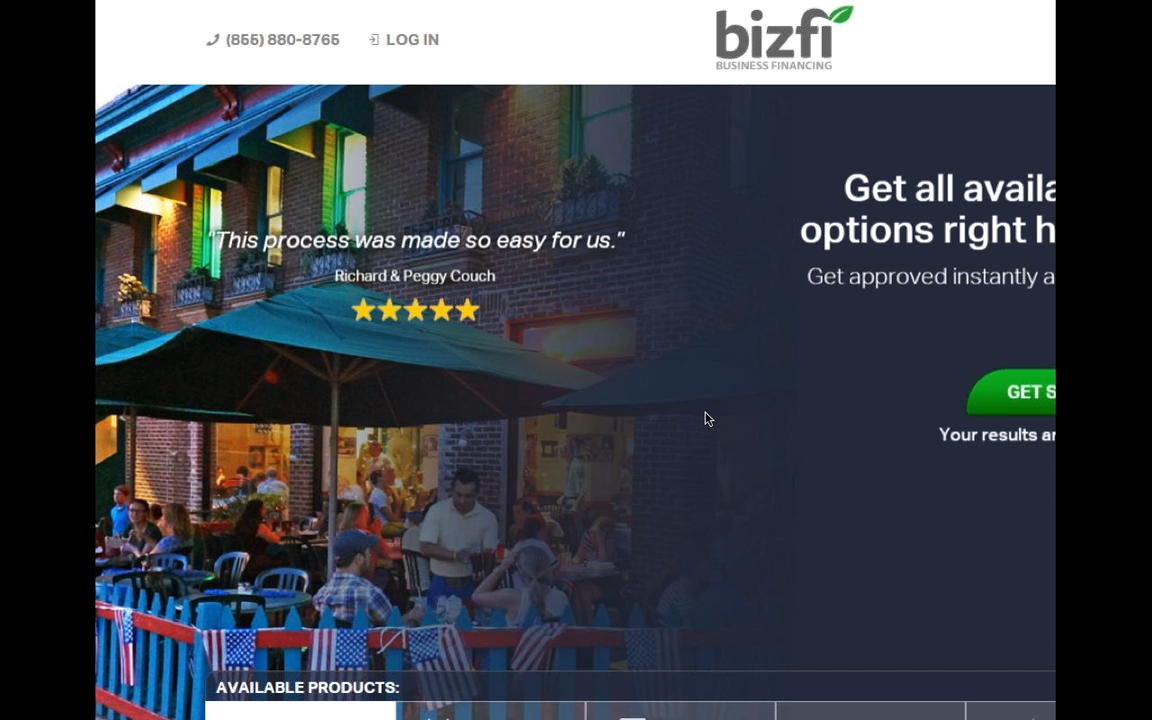 (855) 880-8765 LOG IN
bizfi
BUSINESS FINANCING
"This process was made so easy for us."
Richard & Peggy Couch
Get all availa
options right h
Get approved instantly a
GET S
Your results ar
AVAILABLE PRODUCTS: